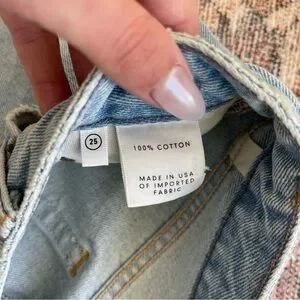 25
100% COTTON
MADE IN USA
OF IMPORTED
FABRIC